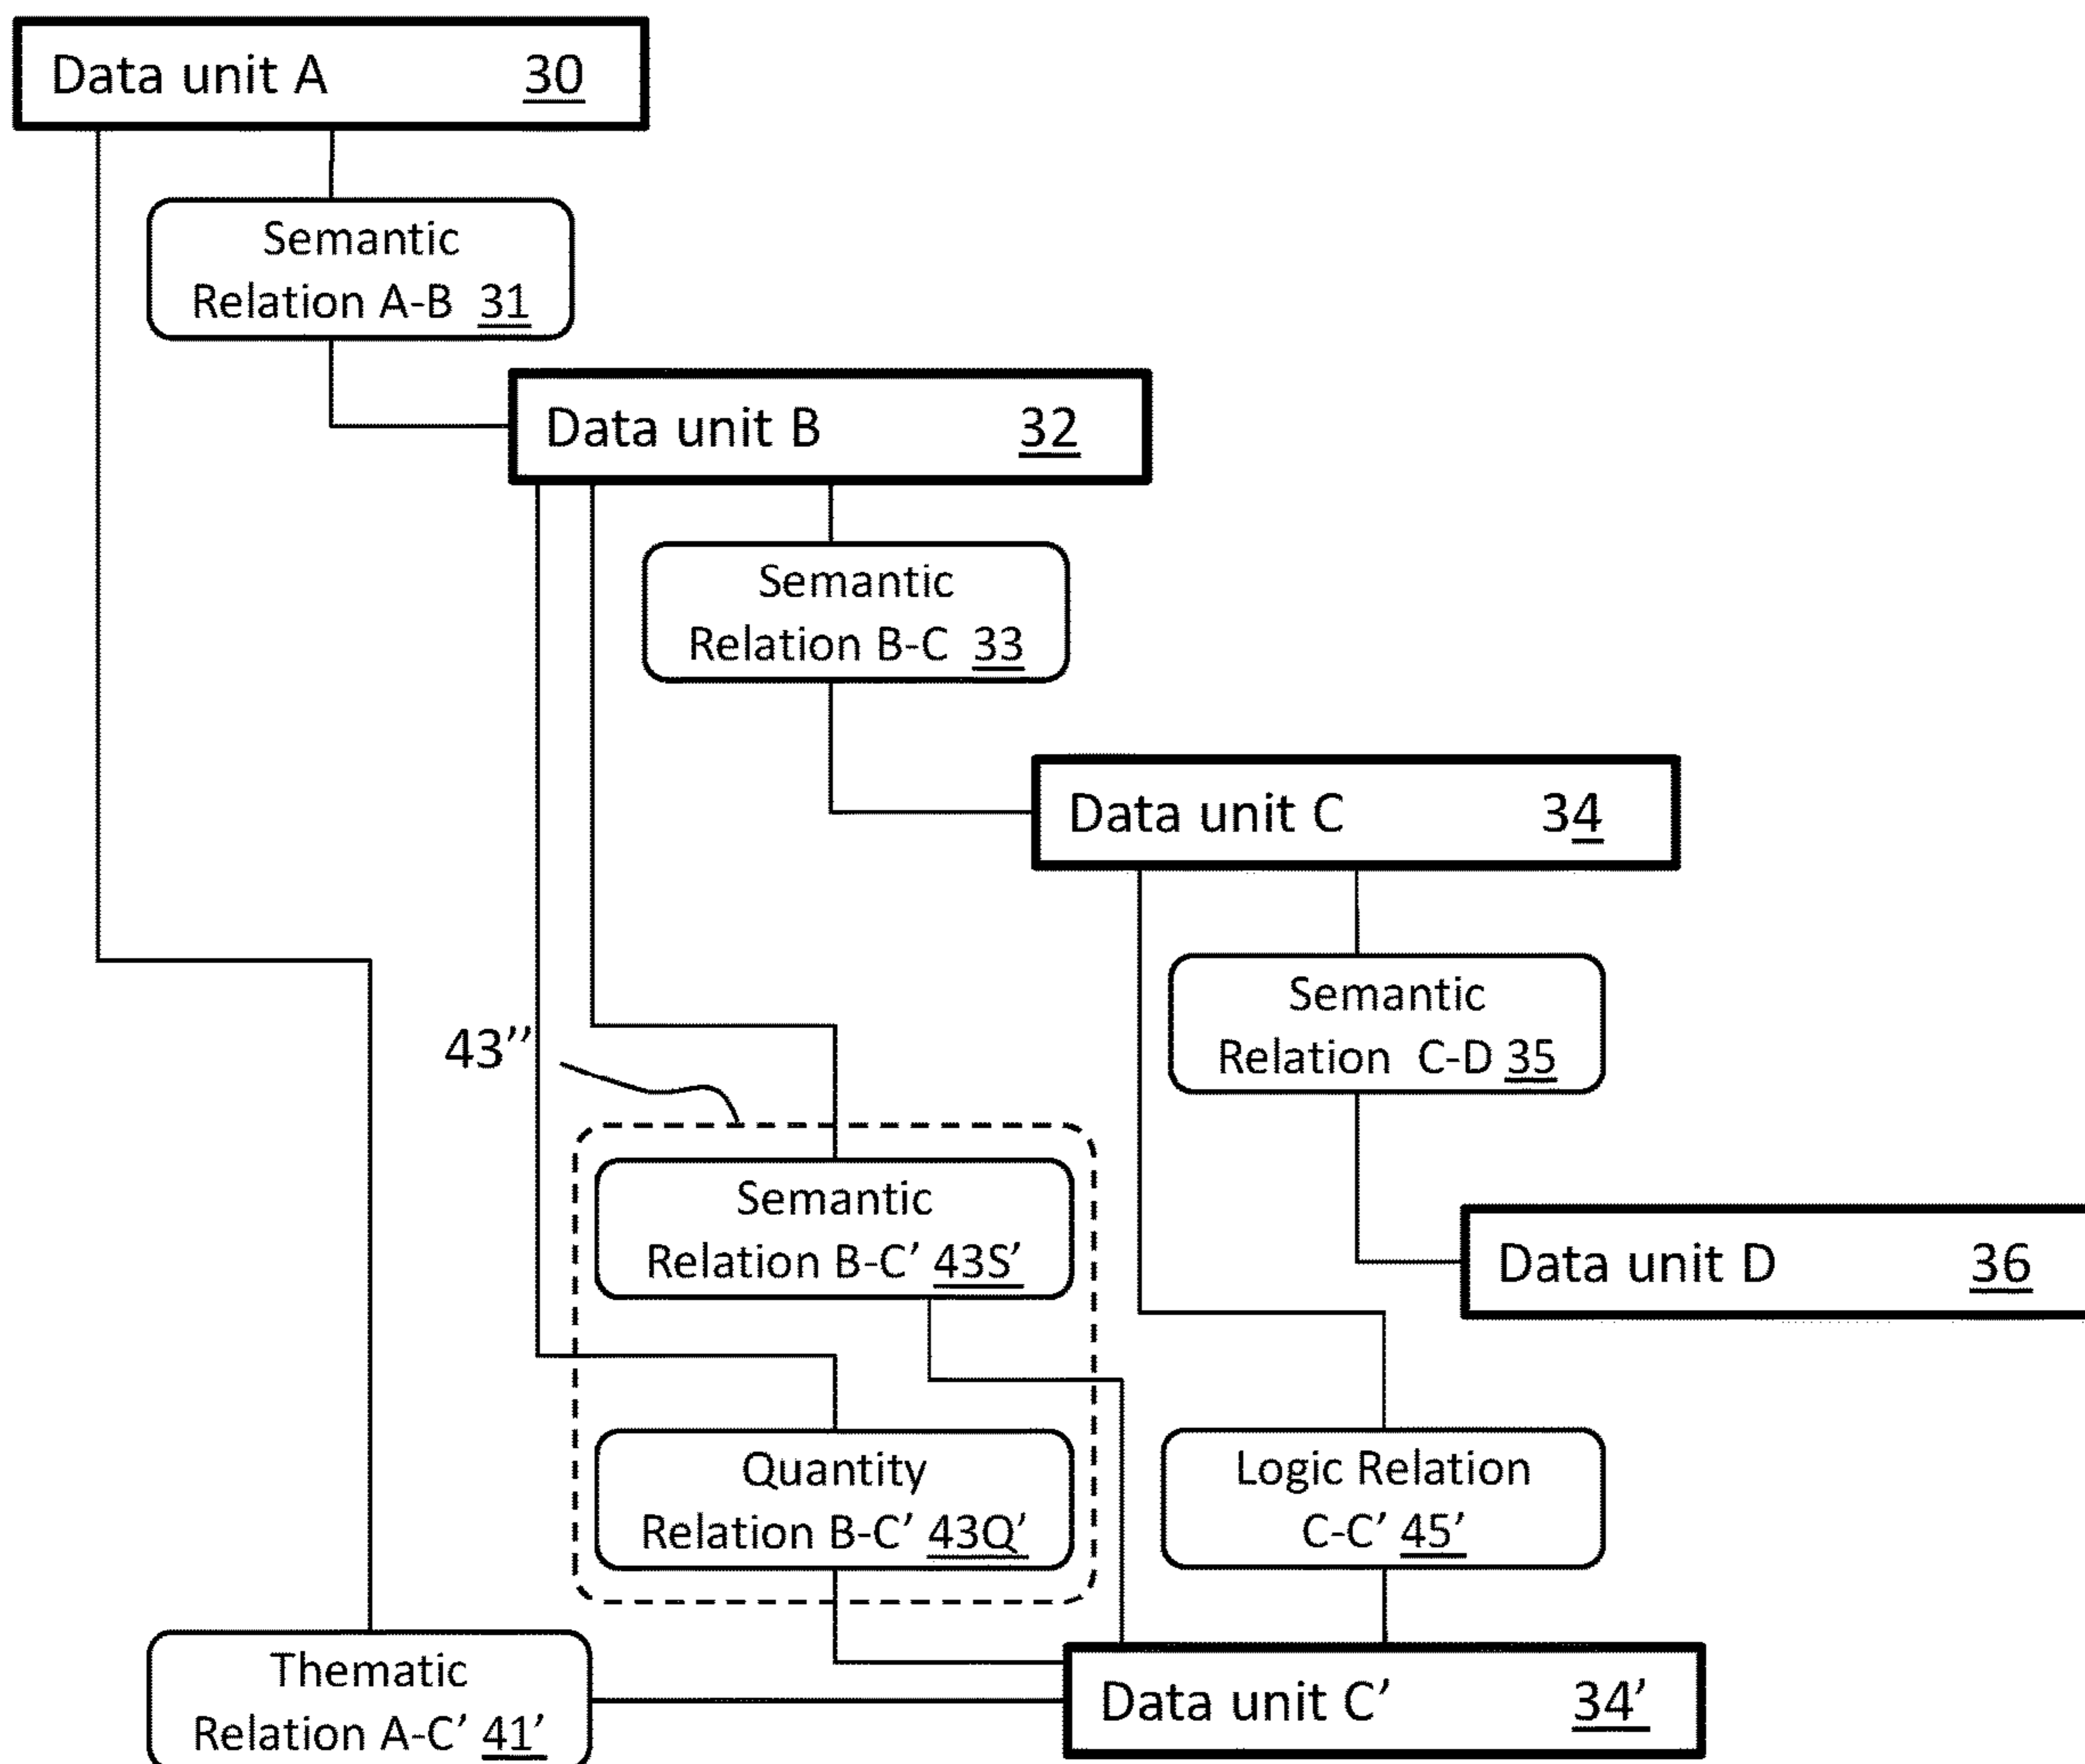 Data unit A 30
Semantic
Relation A-B 31
Data unit B 32
Semantic
Relation B-C 33
Data unit C 34
Semantic
Relation C-D 35
43’’
Semantic
Relation B-C’ 43S’
Data unit D 36
Quantity
Relation B-C’ 43Q’
Logic Relation
C-C’ 45’
Thematic
Relation A-C’ 41’
Data unit C’ 34’